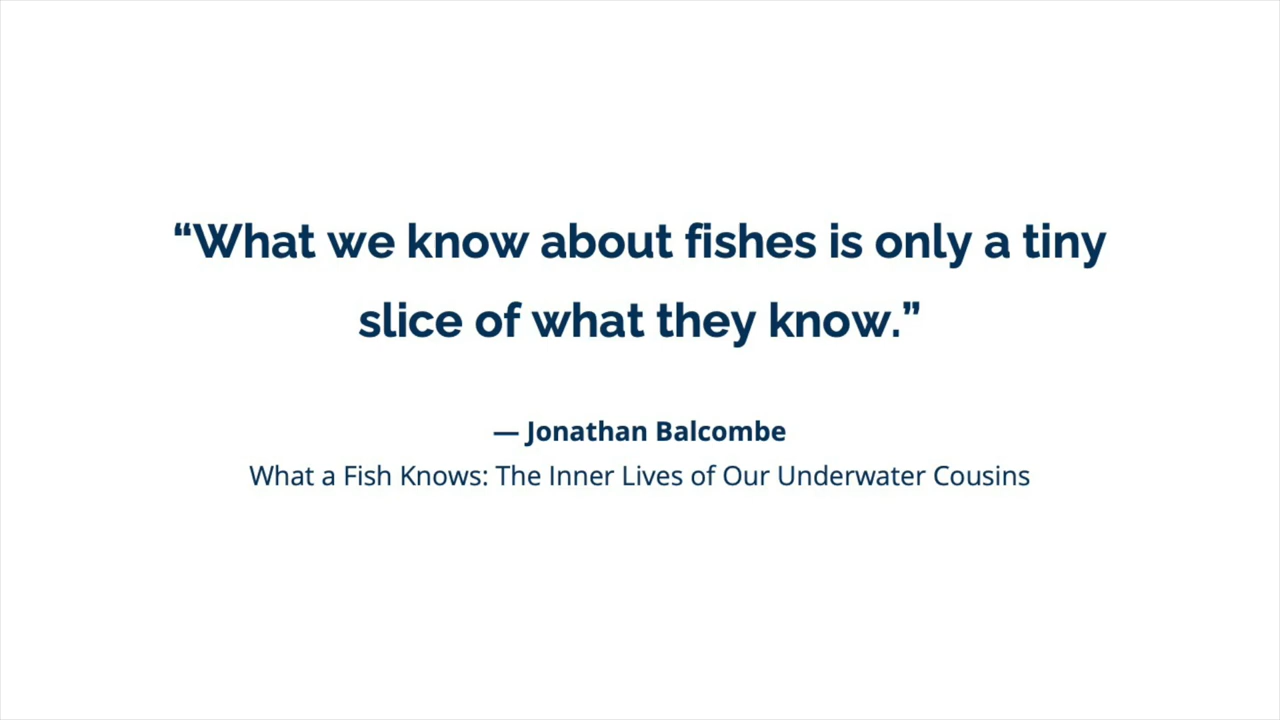 “What we know about fishes is only a tiny
slice of what they know.”
— Jonathan Balcombe
What a Fish Knows: The Inner Lives of Our Underwater Cousins